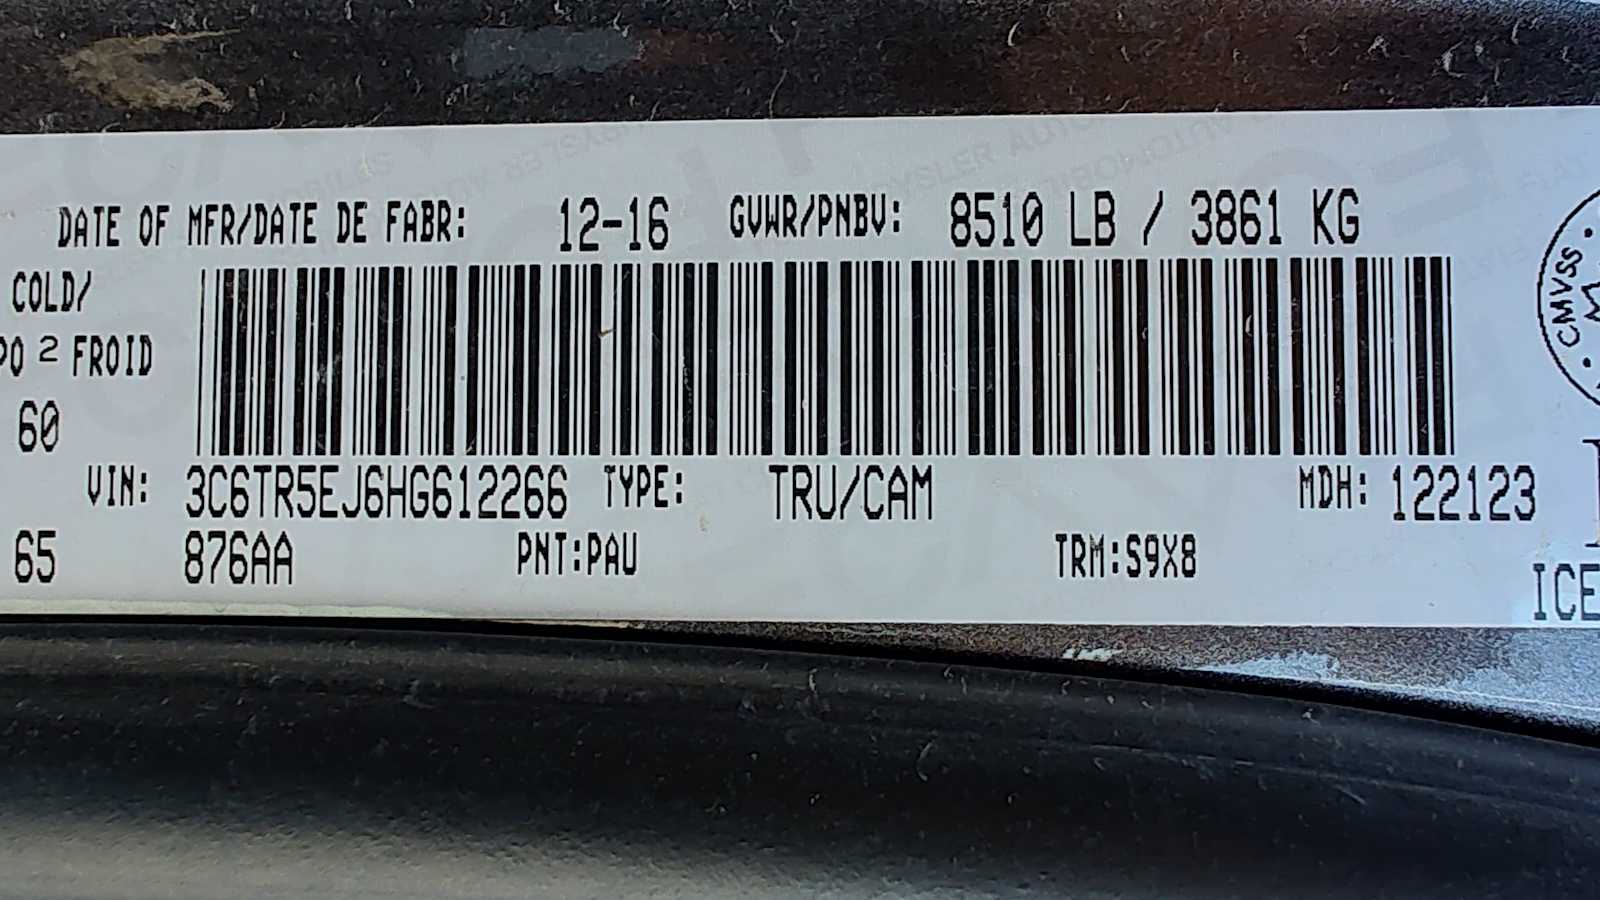 DATE OF MFR/DATE DE FABR: 12-16 GVWR/PNBV: 8510 LB / 3861 KG
COLD/
2 FROID
60
CMVSS
VIN: 3C6TR5EJ6HG612266 TYPE: TRU/CAM MDH: 122123
65 876AA PNT:PAU TRM:S9X8
ICE